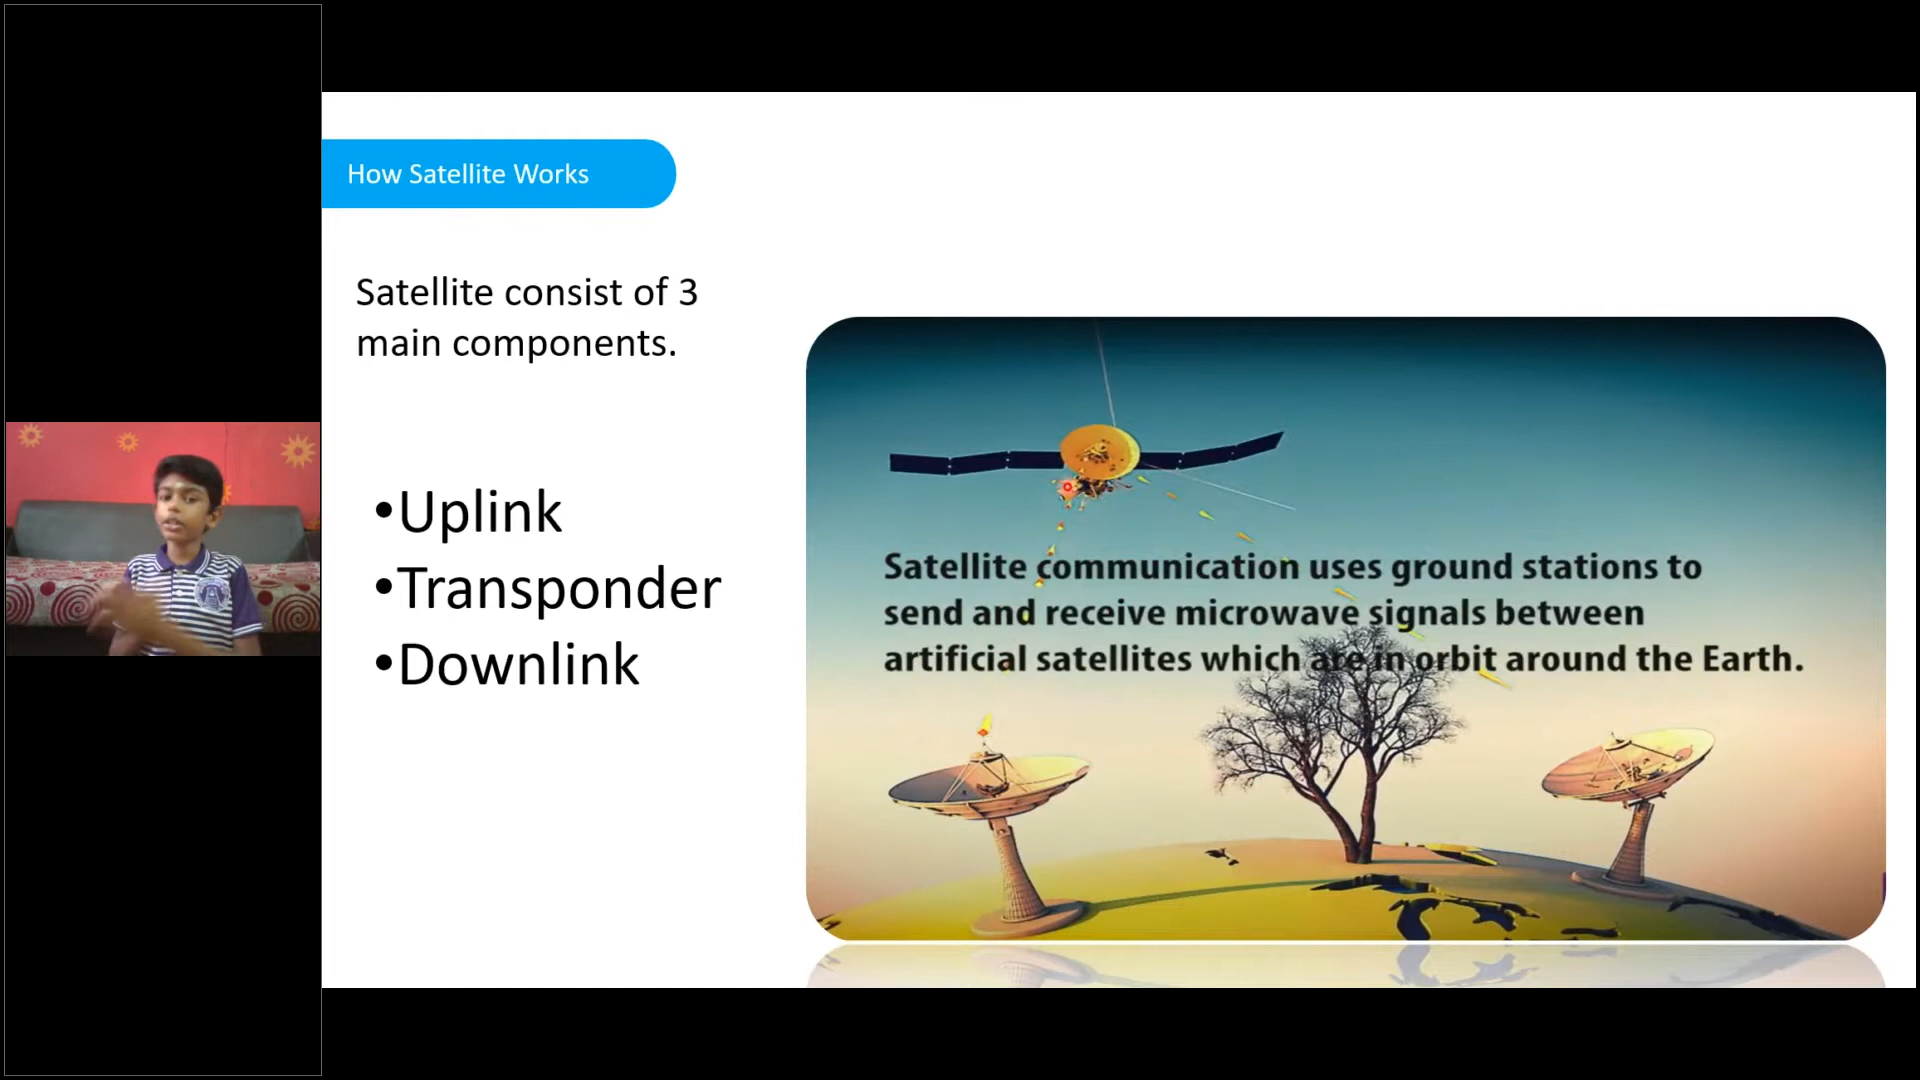 How Satellite Works
Satellite consist of 3
main components.
•Uplink
•Transponder
•Downlink
Satellite communication uses ground stations to
send and receive microwave signals between
artificial satellites which are in orbit around the Earth.